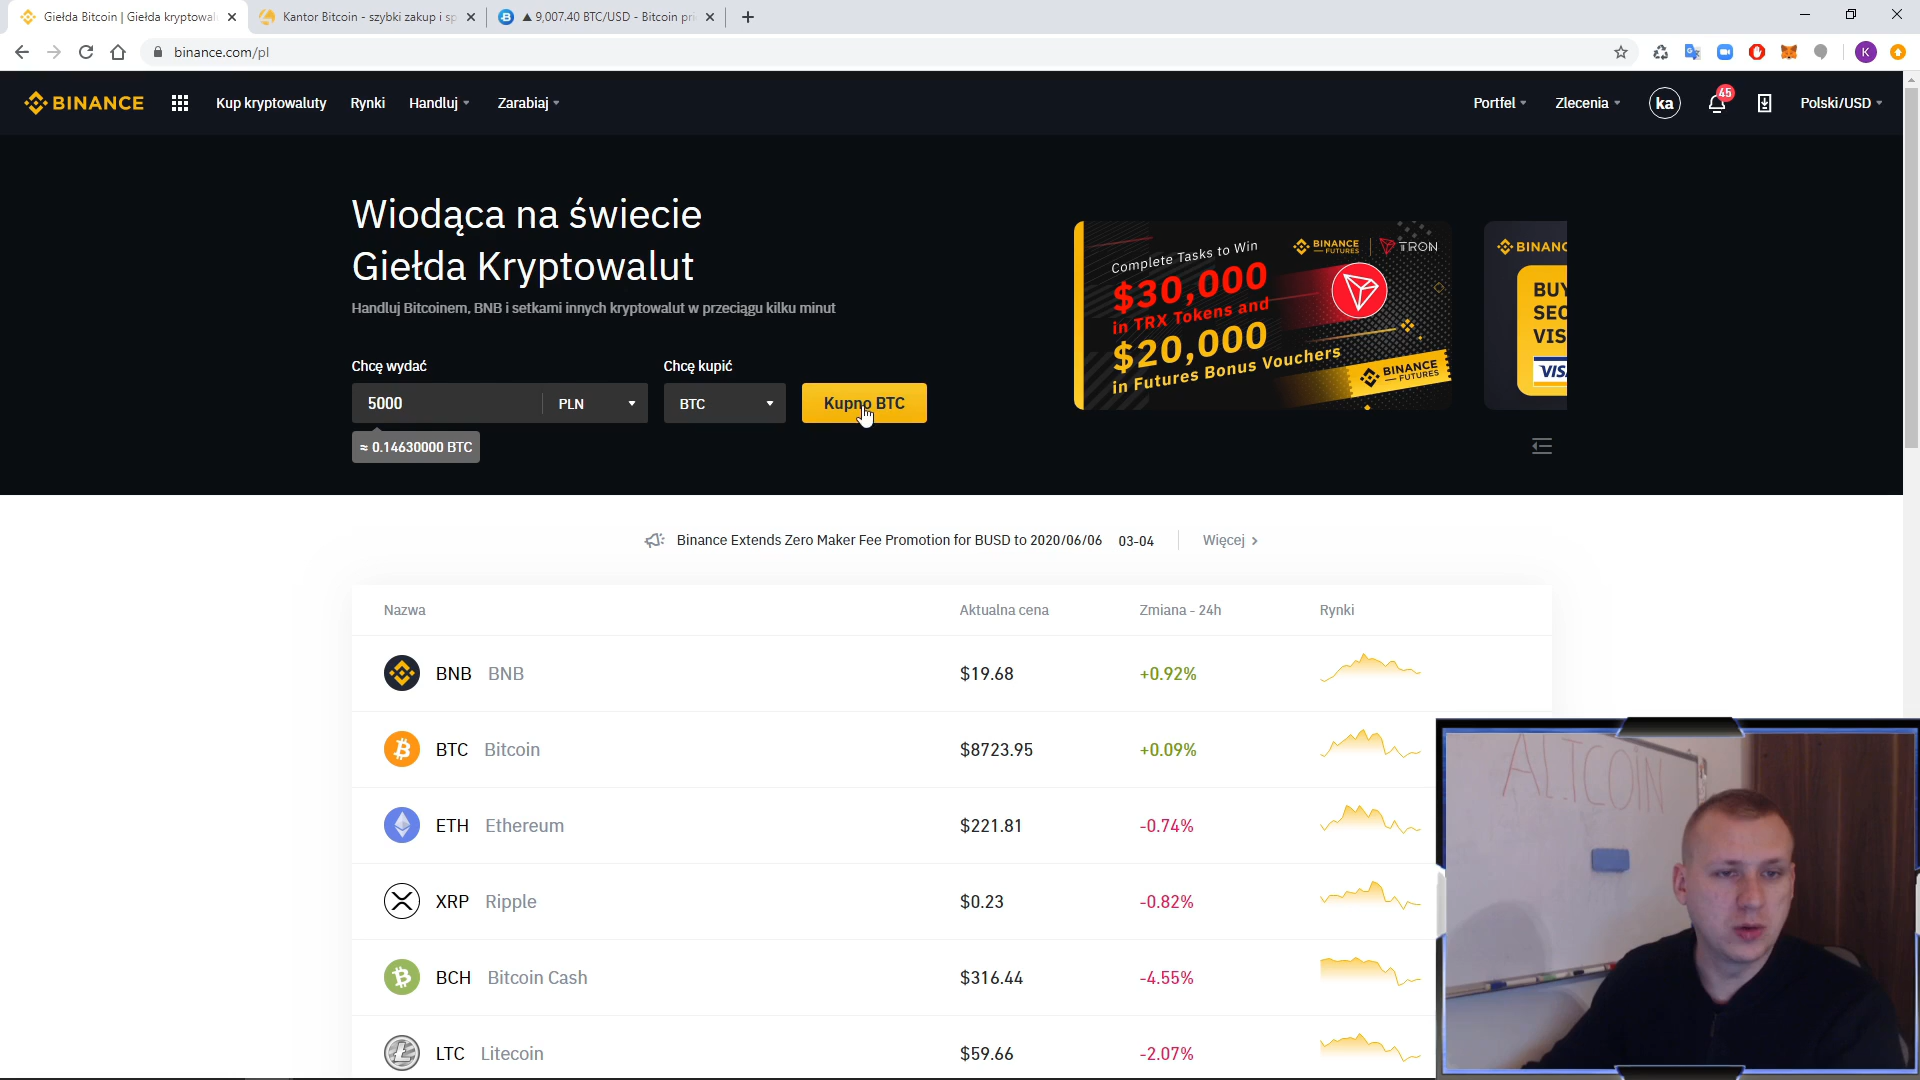 Giełda Bitcoin | Giełda kryptowal
Kantor Bitcoin - szybki zakup i sp
▲ 9,007.40 BTC/USD - Bitcoin pri
binance.com/pl
K
BINANCE
Kup kryptowaluty
Rynki
Handluj
Zarabiaj
Portfel
Zlecenia
ka
45
Polski/USD
Wiodąca na świecie
Giełda Kryptowalut
Handluj Bitcoinem, BNB i setkami innych kryptowalut w przeciągu kilku minut
Chcę wydać
Chcę kupić
5000
PLN
BTC
Kupno BTC
≈ 0.14630000 BTC
Complete Tasks to Win
BINANCE
FUTURES
TRON
$30,000
in TRX Tokens and
$20,000
in Futures Bonus Vouchers
BINANCE
FUTURES
BINANC
BUY
SEC
VIS
VISA
Binance Extends Zero Maker Fee Promotion for BUSD to 2020/06/06 03-04
Więcej
Nazwa Aktualna cena Zmiana - 24h Rynki
BNB BNB $19.68 +0.92%
BTC Bitcoin $8723.95 +0.09%
ETH Ethereum $221.81 -0.74%
XRP Ripple $0.23 -0.82%
BCH Bitcoin Cash $316.44 -4.55%
LTC Litecoin $59.66 -2.07%
ALTCOIN